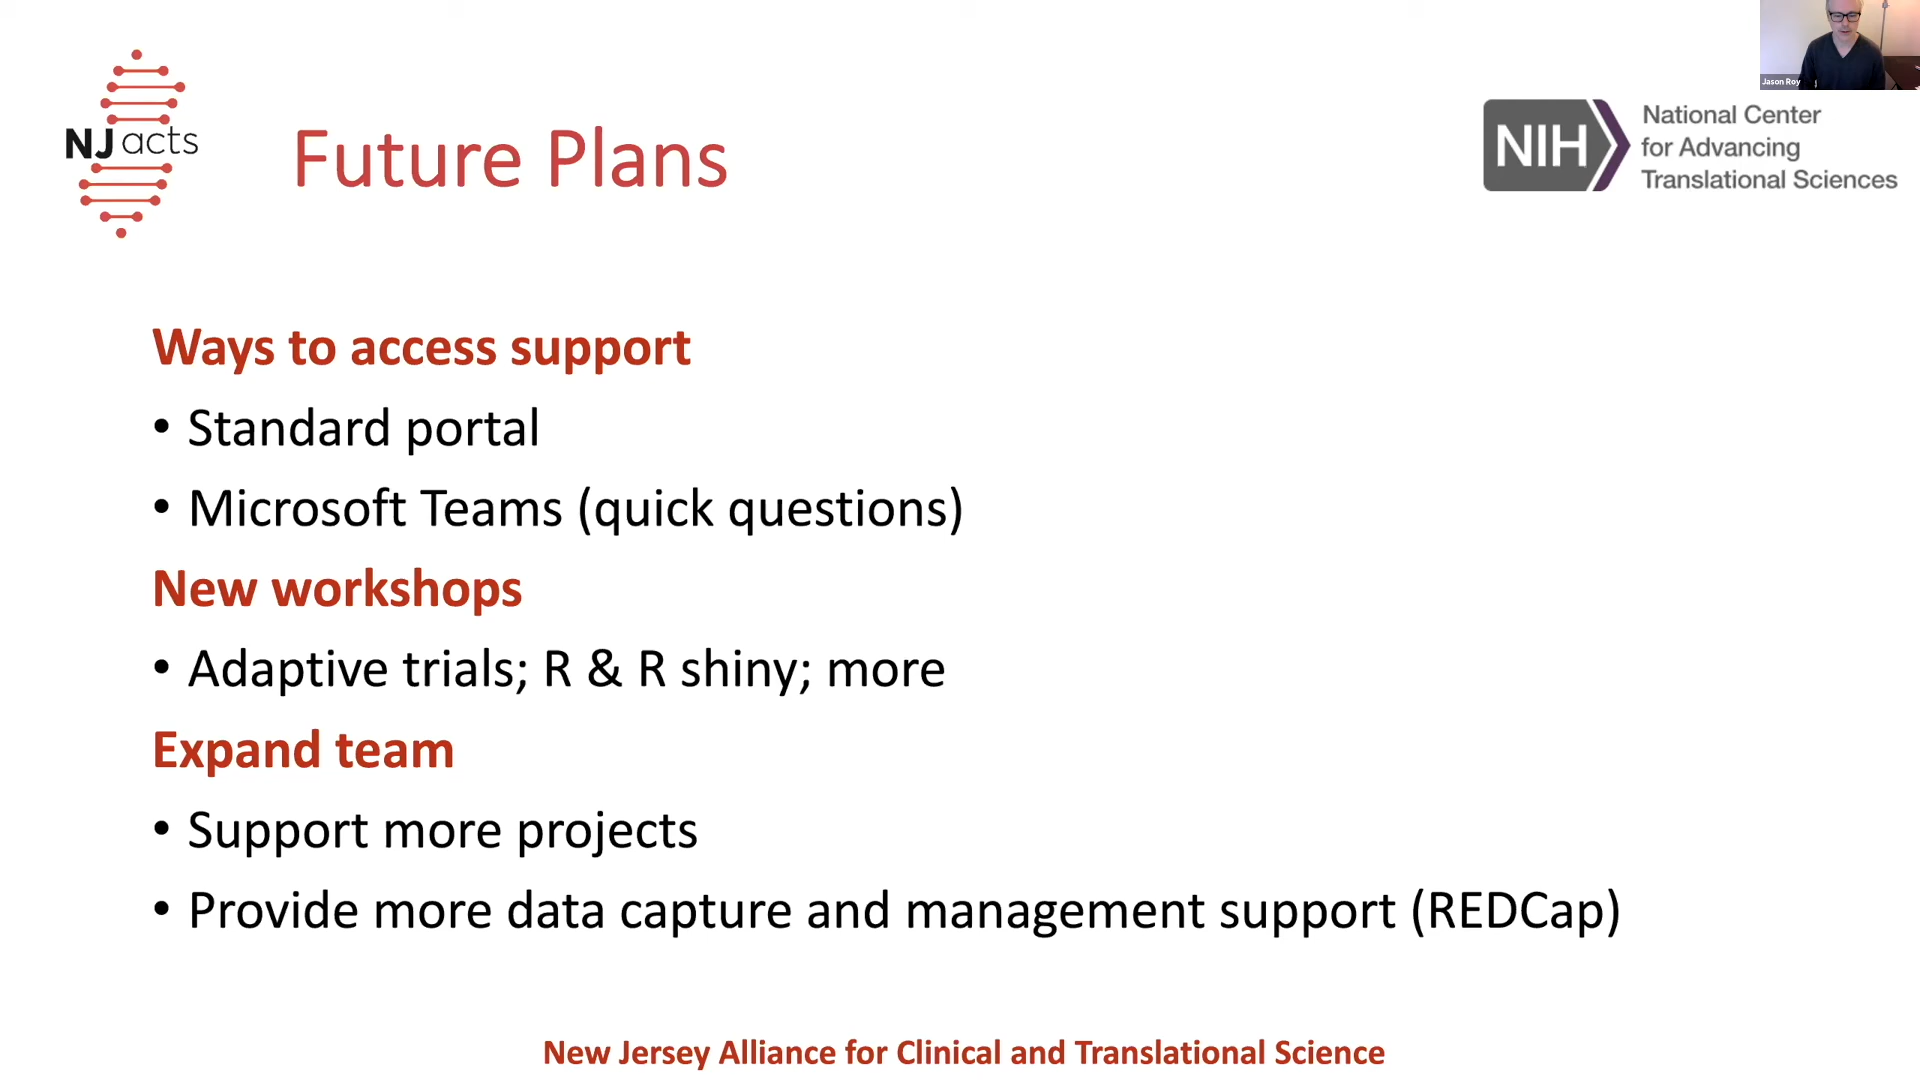 Jason Roy
NJ acts
Future Plans
NIH
National Center
for Advancing
Translational Sciences
Ways to access support
• Standard portal
• Microsoft Teams (quick questions)
New workshops
• Adaptive trials; R & R shiny; more
Expand team
• Support more projects
• Provide more data capture and management support (REDCap)
New Jersey Alliance for Clinical and Translational Science